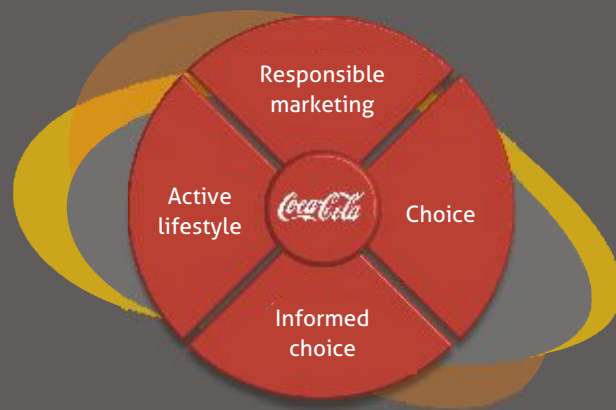 Responsible
marketing
Active
lifestyle
Coca-Cola
Choice
Informed
choice